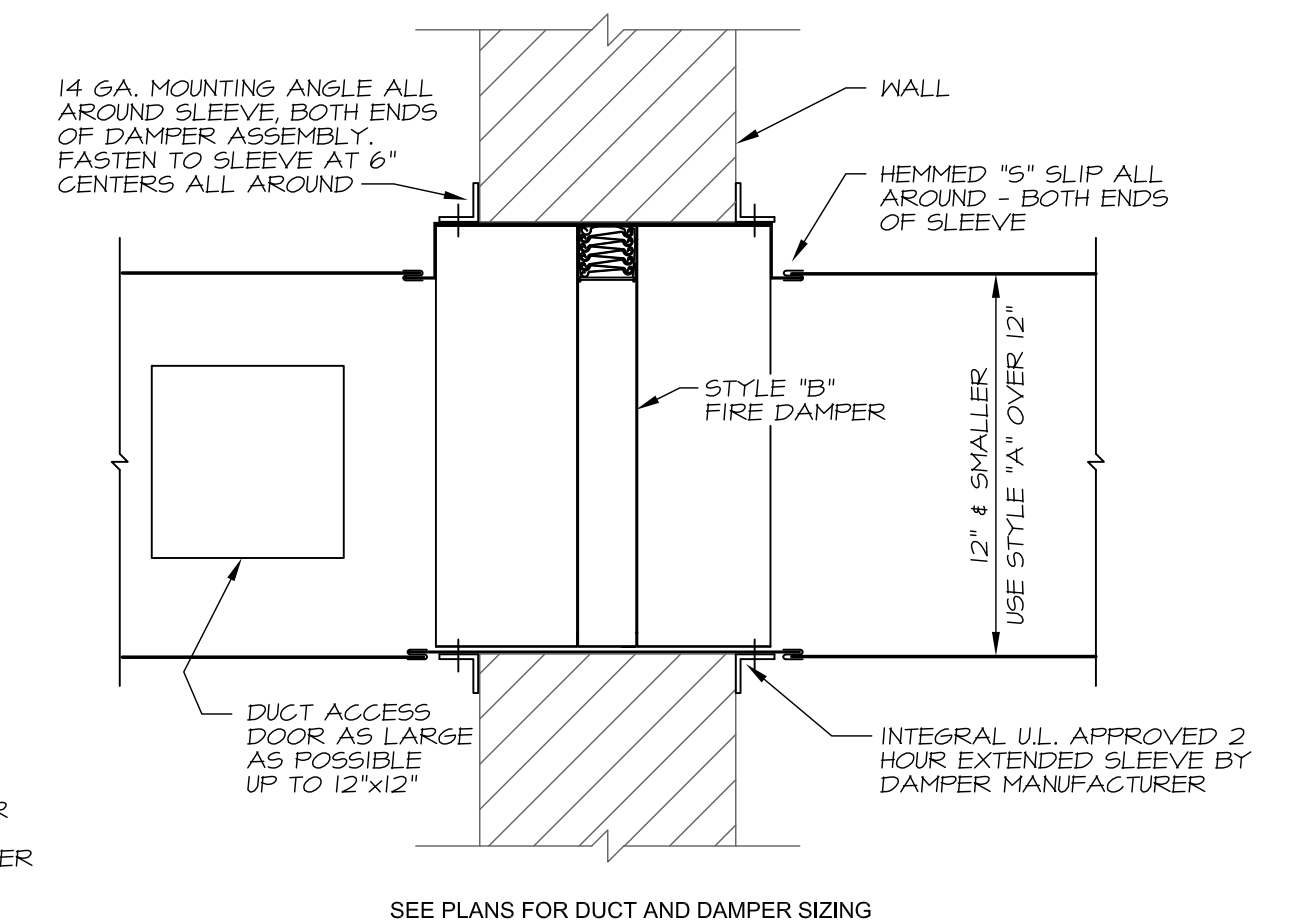 14 GA. MOUNTING ANGLE ALL
AROUND SLEEVE, BOTH ENDS
OF DAMPER ASSEMBLY.
FASTEN TO SLEEVE AT 6"
CENTERS ALL AROUND
WALL
HEMMED "S" SLIP ALL
AROUND - BOTH ENDS
OF SLEEVE
STYLE "B"
FIRE DAMPER
12" & SMALLER
USE STYLE "A" OVER 12"
DUCT ACCESS
DOOR AS LARGE
AS POSSIBLE
UP TO 12"x12"
INTEGRAL U.L. APPROVED 2
HOUR EXTENDED SLEEVE BY
DAMPER MANUFACTURER
R
ER
SEE PLANS FOR DUCT AND DAMPER SIZING